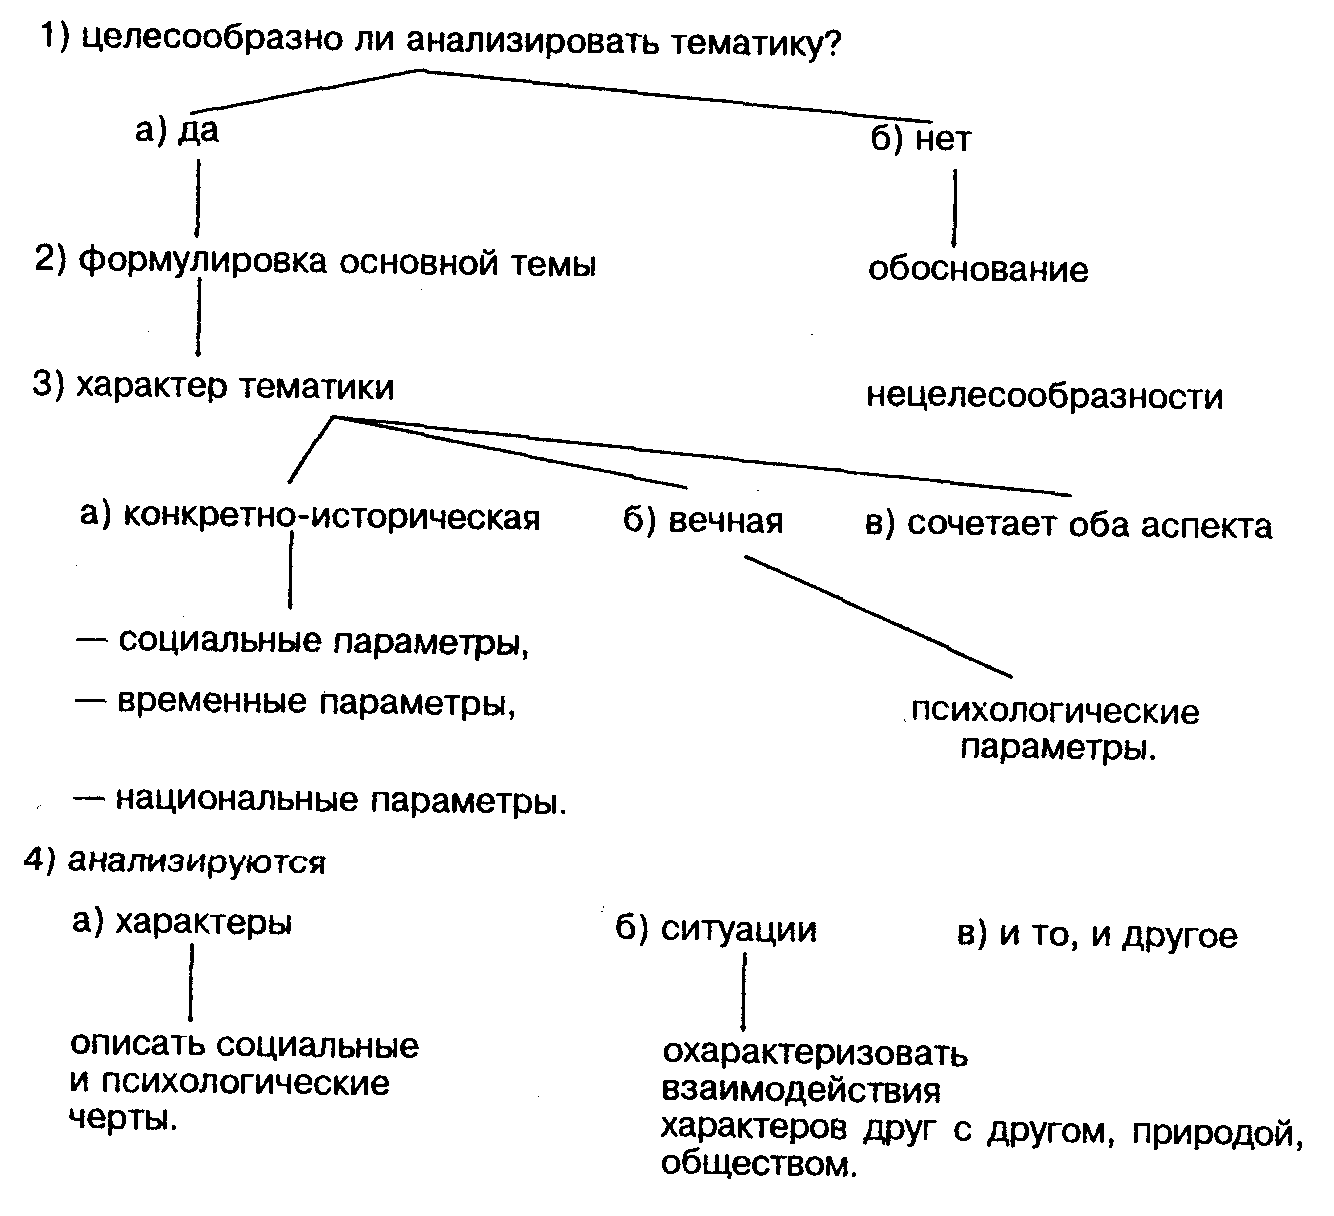 1) целесообразно ли анализировать тематику?
а) да
б) нет
2) формулировка основной темы
обоснование
3) характер тематики
нецелесообразности
а) конкретно-историческая
б) вечная
в) сочетает оба аспекта
— социальные параметры,
— временные параметры,
психологические
параметры.
— национальные параметры.
4) анализируются
а) характеры
б) ситуации
в) и то, и другое
описать социальные
и психологические
черты.
охарактеризовать
взаимодействия
характеров друг с другом, природой,
обществом.